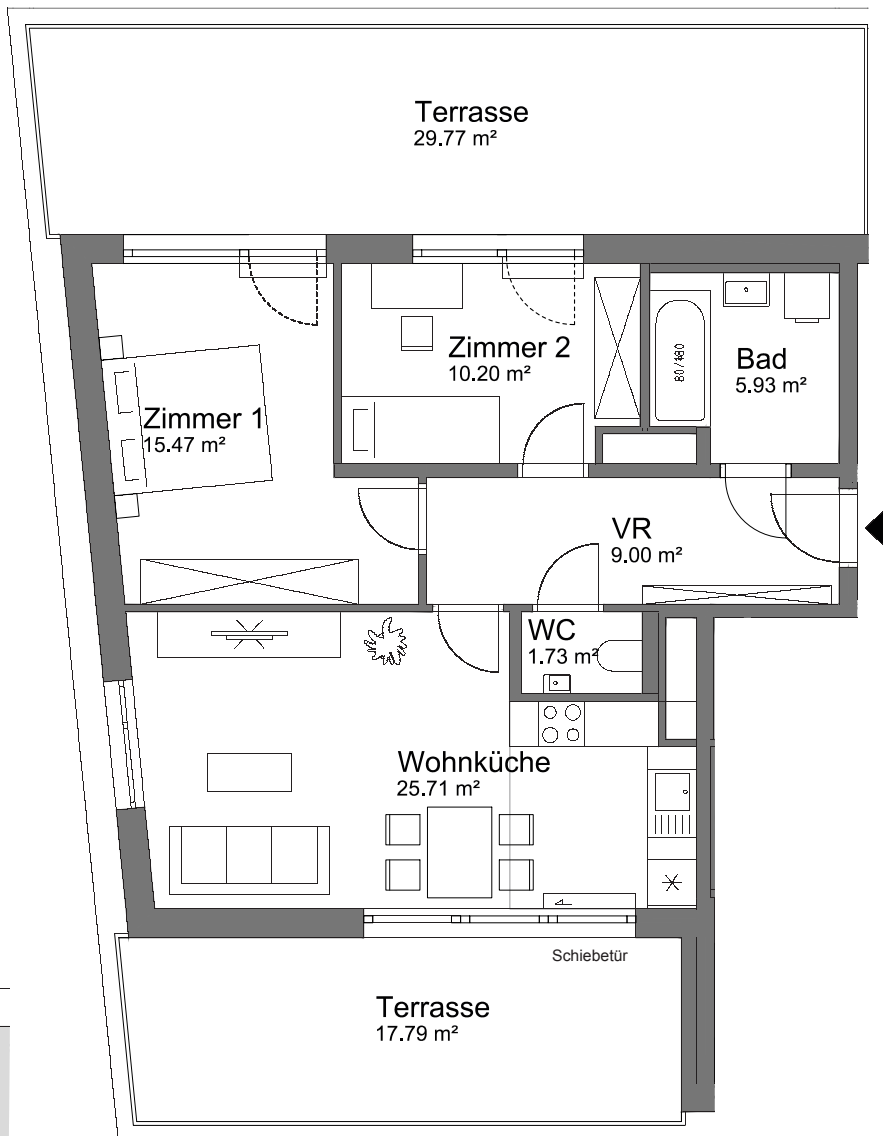 Terrasse
29.77 m²
Zimmer 2
10.20 m²
Bad
5.93 m²
80/180
Zimmer 1
15.47 m²
VR
9.00 m²
WC
1.73 m²
Wohnküche
25.71 m²
Schiebetür
Terrasse
17.79 m²